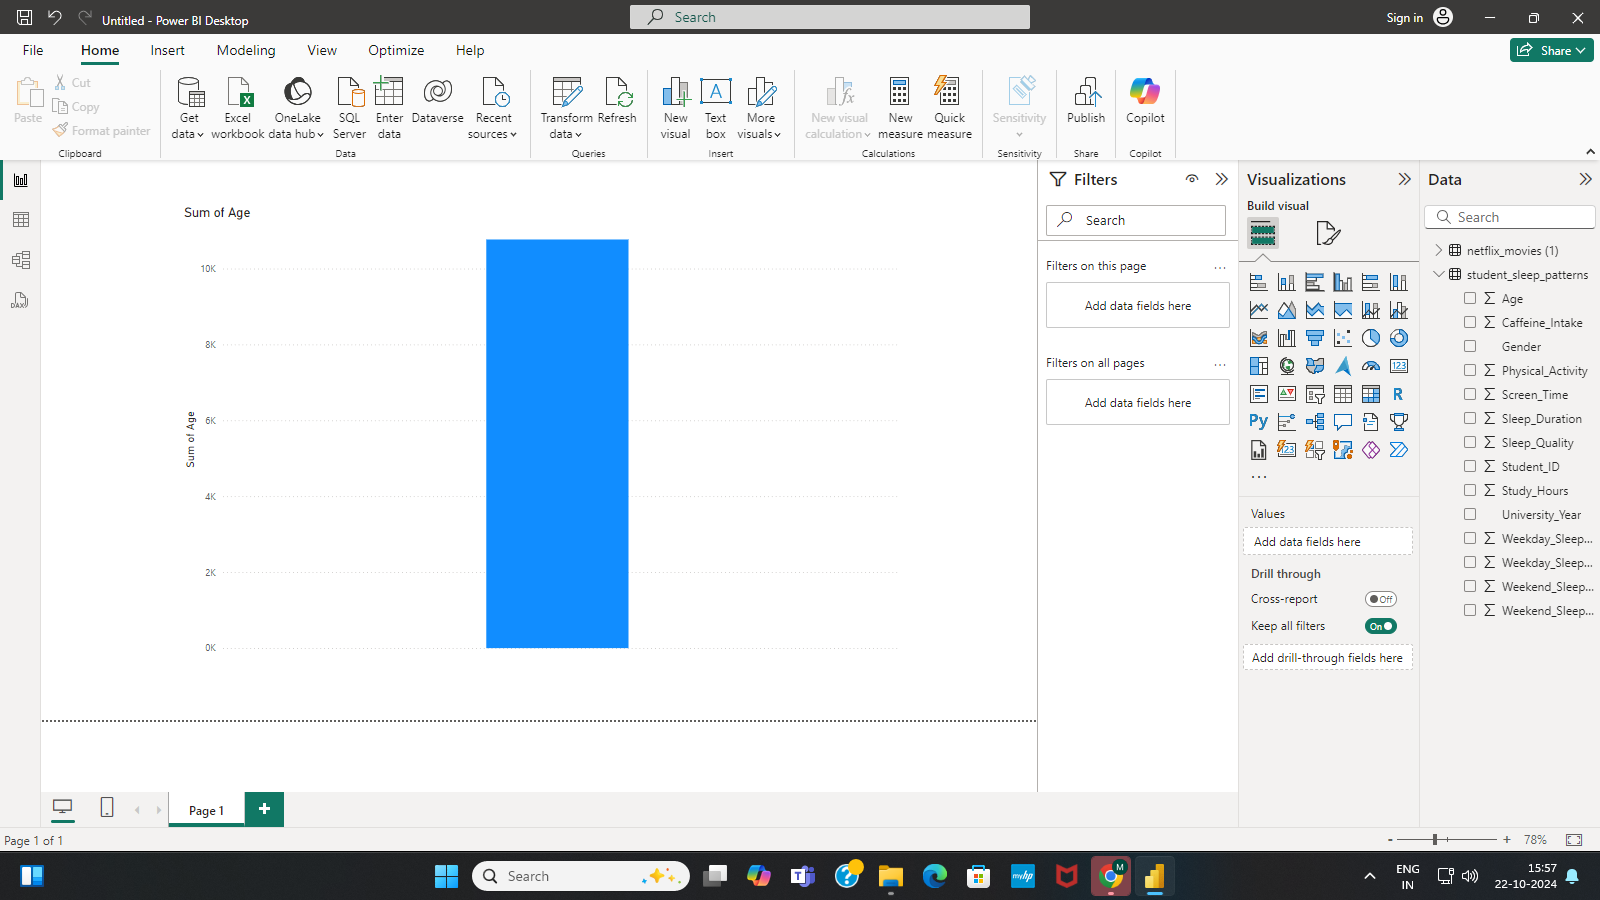 Untitled - Power BI Desktop
Search
Sign in
File
Home
Insert
Modeling
View
Optimize
Help
Share
Paste
Cut
Copy
Format painter
Clipboard
Get data
Excel workbook
OneLake data hub
SQL Server
Enter data
Dataverse
Recent sources
Data
Transform data
Refresh
Queries
New visual
Text box
More visuals
Insert
New visual calculation
New measure
Quick measure
Calculations
Sensitivity
Sensitivity
Publish
Share
Copilot
Copilot
Sum of Age
10K
8K
6K
4K
2K
0K
Sum of Age
Filters
Search
Filters on this page
...
Add data fields here
Filters on all pages
...
Add data fields here
Visualizations
Build visual
123
R
Py
123
...
Values
Add data fields here
Drill through
Cross-report
Off
Keep all filters
On
Add drill-through fields here
Data
Search
netflix_movies (1)
student_sleep_patterns
Age
Caffeine_Intake
Gender
Physical_Activity
Screen_Time
Sleep_Duration
Sleep_Quality
Student_ID
Study_Hours
University_Year
Weekday_Sleep...
Weekday_Sleep...
Weekend_Sleep...
Weekend_Sleep...
DAX
Page 1
+
Page 1 of 1
- + 78%
Search
myhp
M
ENG
IN
15:57
22-10-2024